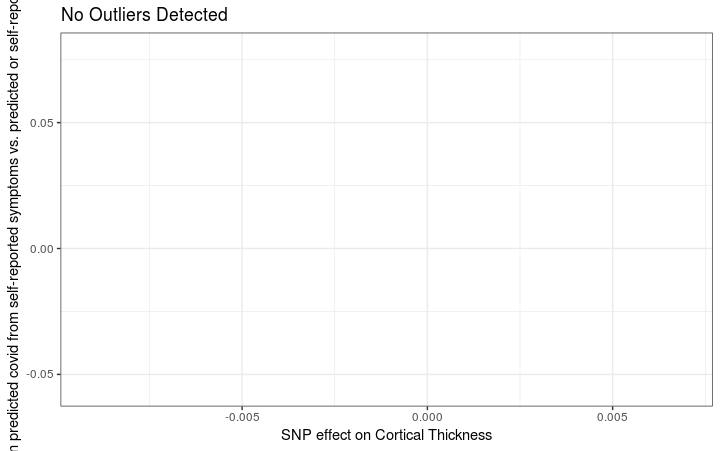 No Outliers Detected
n predicted covid from self-reported symptoms vs. predicted or self-repo
0.05
0.00
-0.05
-0.005
0.000
0.005
SNP effect on Cortical Thickness